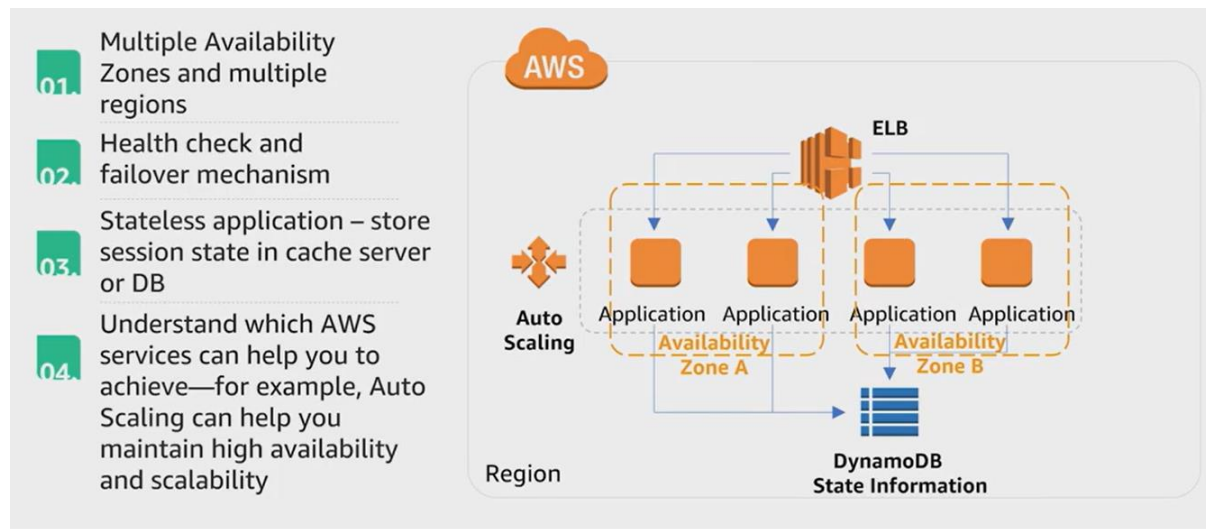 01.
Multiple Availability
Zones and multiple
regions
02.
Health check and
failover mechanism
03.
Stateless application – store
session state in cache server
or DB
04.
Understand which AWS
services can help you to
achieve—for example, Auto
Scaling can help you
maintain high availability
and scalability
AWS
ELB
Auto
Scaling
Application
Application
Application
Application
Availability
Zone A
Availability
Zone B
DynamoDB
State Information
Region